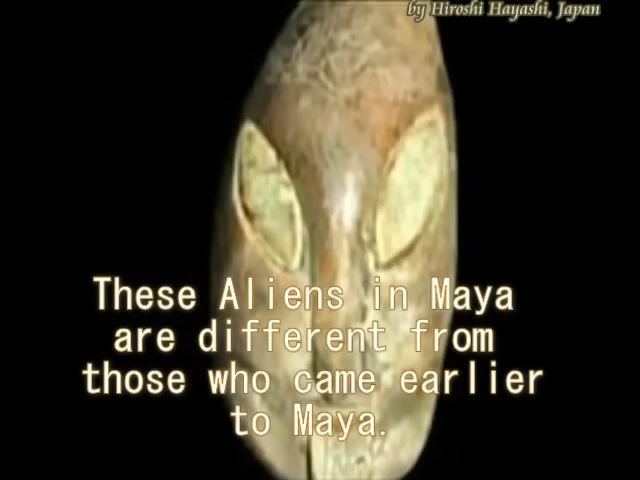 by Hiroshi Hayashi, Japan
These Aliens in Maya
are different from
those who came earlier
to Maya.